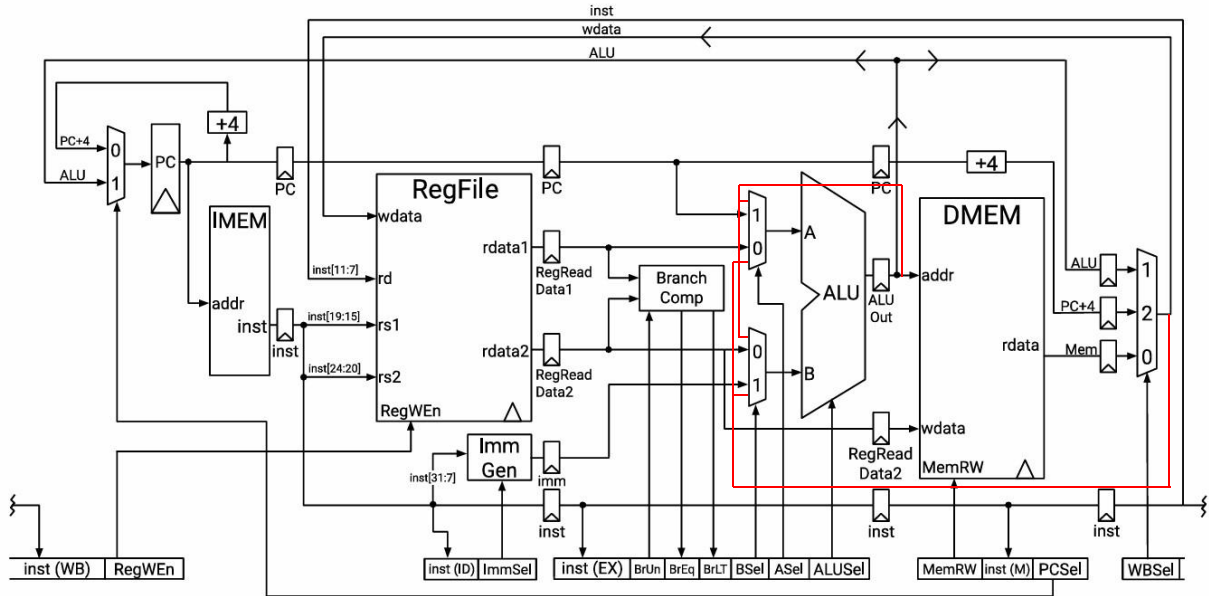 inst
wdata
ALU
+4
PC+4
0
ALU
1
PC
PC
PC
PC
+4
RegFile
IMEM
DMEM
wdata
1
A
rdata1
0
inst[11:7]
rd
RegRead
Data1
Branch
Comp
ALU
ALU
Out
addr
ALU
1
addr
PC+4
2
inst
inst
inst[19:15]
rs1
rdata2
0
rdata
Mem
0
inst[24:20]
rs2
RegRead
Data2
1
B
RegWEn
wdata
RegRead
Data2
Imm
Gen
inst[31:7]
imm
MemRW
inst
inst
inst
inst (WB)
RegWEn
inst (ID)
ImmSel
inst (EX)
BrUn
BrEq
BrLT
BSel
ASel
ALUSel
MemRW
inst (M)
PCSel
WBSel